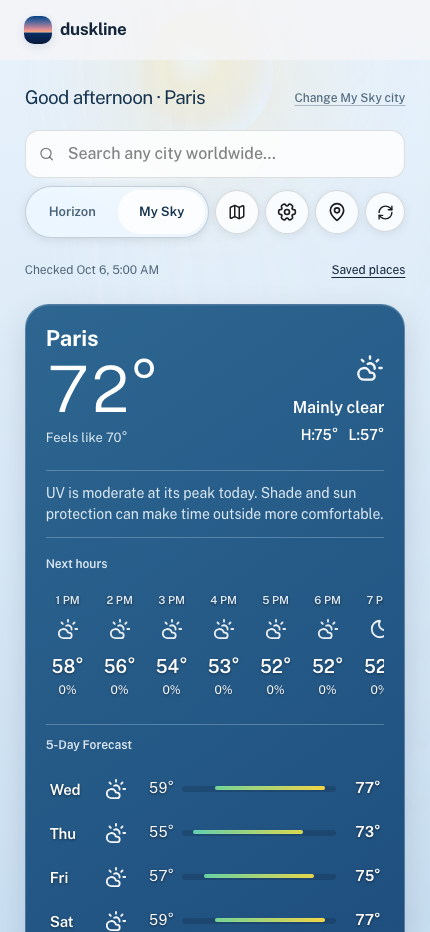 duskline
Good afternoon · Paris
Change My Sky city
Search any city worldwide...
Horizon
My Sky
Checked Oct 6, 5:00 AM
Saved places
Paris
72°
Mainly clear
H:75° L:57°
Feels like 70°
UV is moderate at its peak today. Shade and sun
protection can make time outside more comfortable.
Next hours
1 PM 2 PM 3 PM 4 PM 5 PM 6 PM 7 P
58° 56° 54° 53° 52° 52° 52
0% 0% 0% 0% 0% 0% 0%
5-Day Forecast
Wed 59° 77°
Thu 55° 73°
Fri 57° 75°
Sat 59° 77°